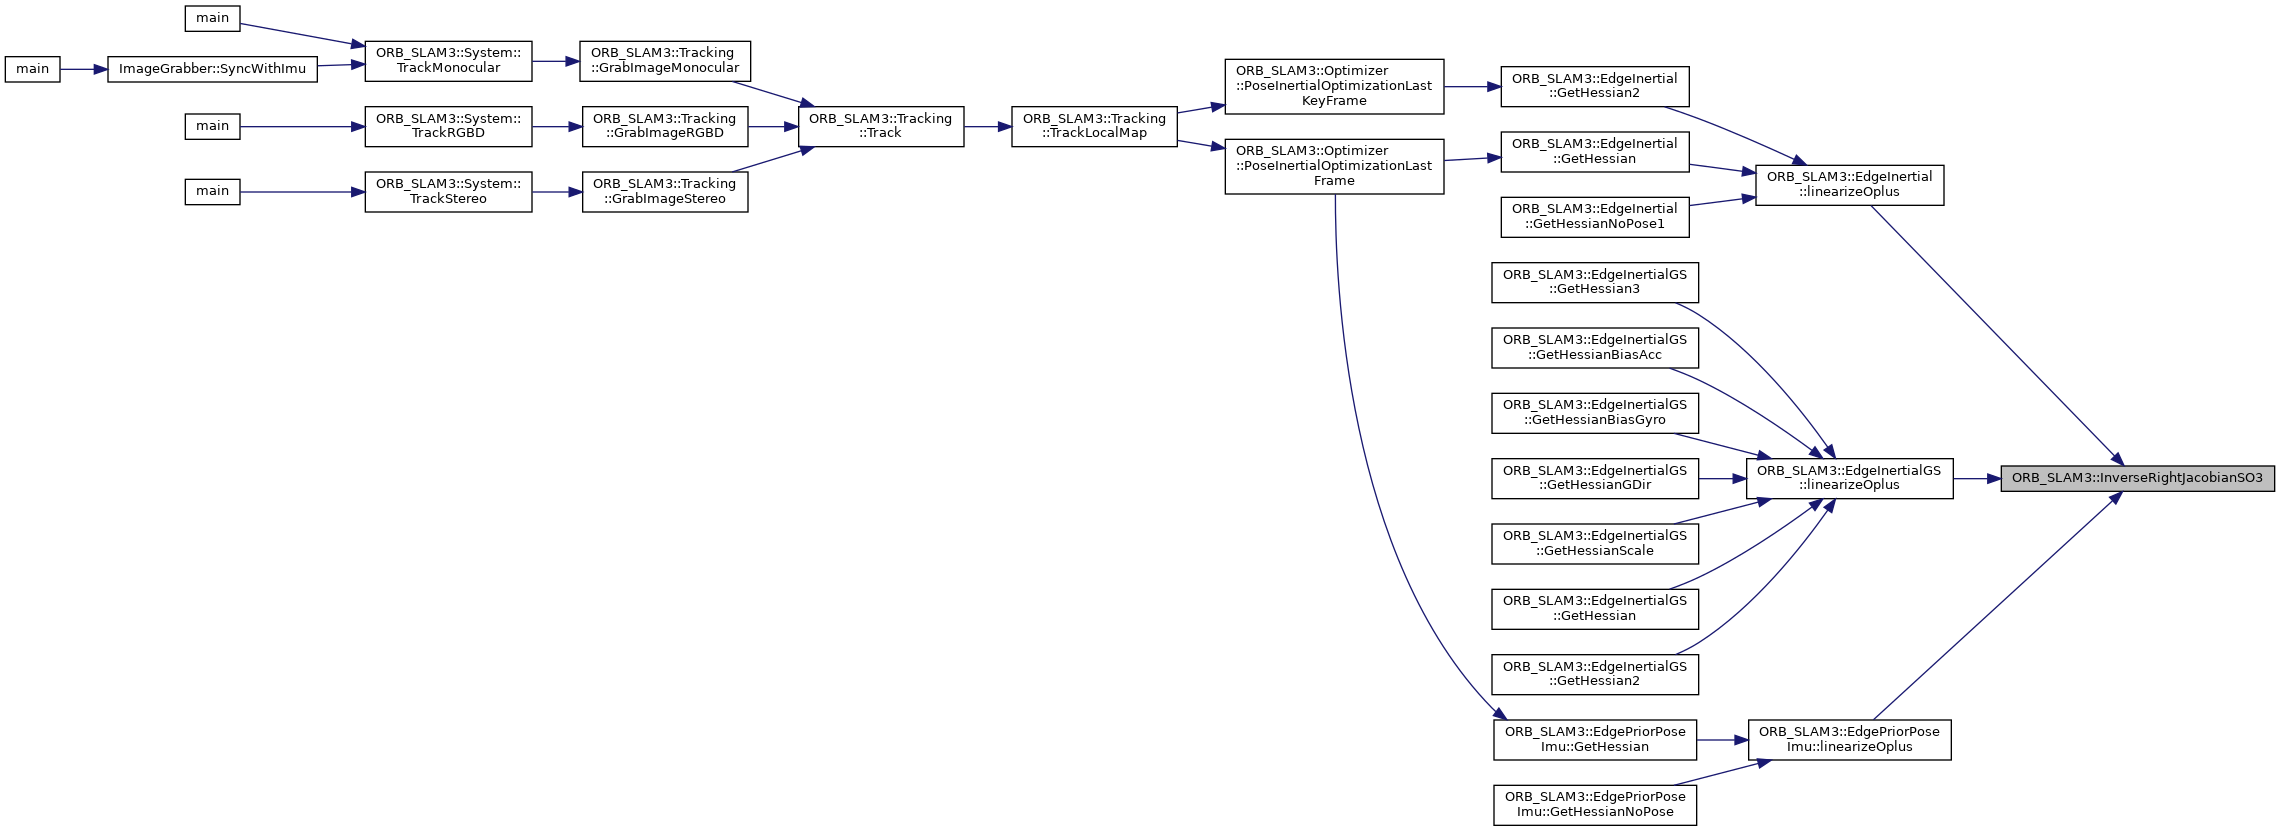 main
main
ImageGrabber::SyncWithImu
ORB_SLAM3::System::
TrackMonocular
ORB_SLAM3::Tracking
::GrabImageMonocular
main
ORB_SLAM3::System::
TrackRGBD
ORB_SLAM3::Tracking
::GrabImageRGBD
main
ORB_SLAM3::System::
TrackStereo
ORB_SLAM3::Tracking
::GrabImageStereo
ORB_SLAM3::Tracking
::Track
ORB_SLAM3::Tracking
::TrackLocalMap
ORB_SLAM3::Optimizer
::PoseInertialOptimizationLast
KeyFrame
ORB_SLAM3::Optimizer
::PoseInertialOptimizationLast
Frame
ORB_SLAM3::EdgeInertial
::GetHessian2
ORB_SLAM3::EdgeInertial
::GetHessian
ORB_SLAM3::EdgeInertial
::GetHessianNoPose1
ORB_SLAM3::EdgeInertial
::linearizeOplus
ORB_SLAM3::EdgeInertialGS
::GetHessian3
ORB_SLAM3::EdgeInertialGS
::GetHessianBiasAcc
ORB_SLAM3::EdgeInertialGS
::GetHessianBiasGyro
ORB_SLAM3::EdgeInertialGS
::GetHessianGDir
ORB_SLAM3::EdgeInertialGS
::GetHessianScale
ORB_SLAM3::EdgeInertialGS
::GetHessian
ORB_SLAM3::EdgeInertialGS
::GetHessian2
ORB_SLAM3::EdgeInertialGS
::linearizeOplus
ORB_SLAM3::InverseRightJacobianSO3
ORB_SLAM3::EdgePriorPose
Imu::GetHessian
ORB_SLAM3::EdgePriorPose
Imu::linearizeOplus
ORB_SLAM3::EdgePriorPose
Imu::GetHessianNoPose